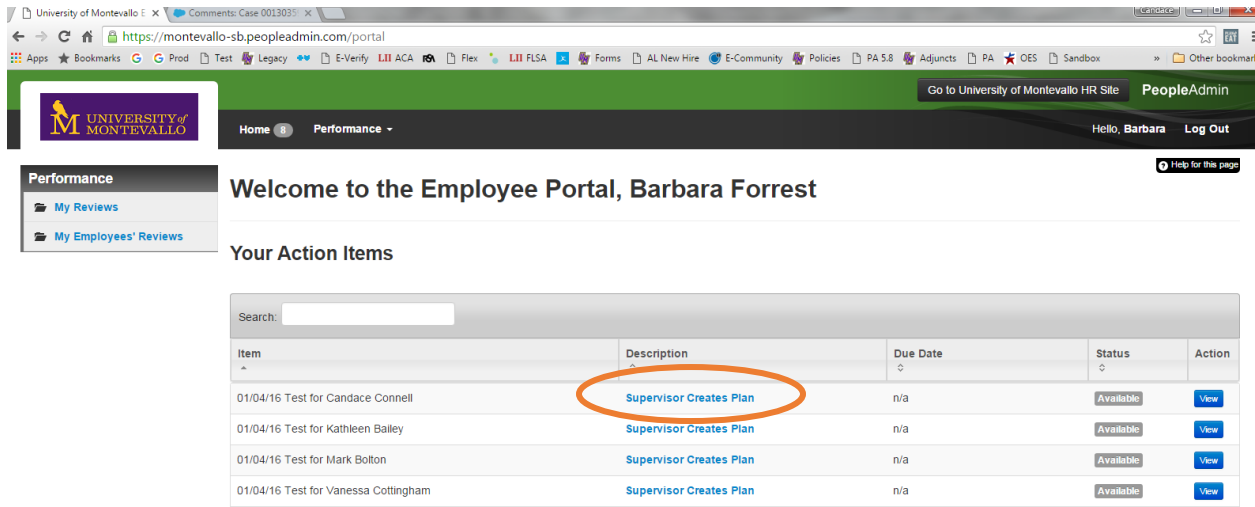 University of Montevallo E
Comments: Case 0013035
Candace
https://montevallo-sb.peopleadmin.com/portal
Apps Bookmarks G Prod Test Legacy E-Verify LII ACA Flex LII FLSA Forms AL New Hire E-Community Policies PA 5.8 Adjuncts PA OES Sandbox » Other bookmar
Go to University of Montevallo HR Site PeopleAdmin
UNIVERSITY of
MONTEVALLO
Home 8 Performance
Hello, Barbara Log Out
Help for this page
Performance
My Reviews
My Employees' Reviews
Welcome to the Employee Portal, Barbara Forrest
Your Action Items
Search:
Item Description Due Date Status Action
01/04/16 Test for Candace Connell Supervisor Creates Plan n/a Available View
01/04/16 Test for Kathleen Bailey Supervisor Creates Plan n/a Available View
01/04/16 Test for Mark Bolton Supervisor Creates Plan n/a Available View
01/04/16 Test for Vanessa Cottingham Supervisor Creates Plan n/a Available View